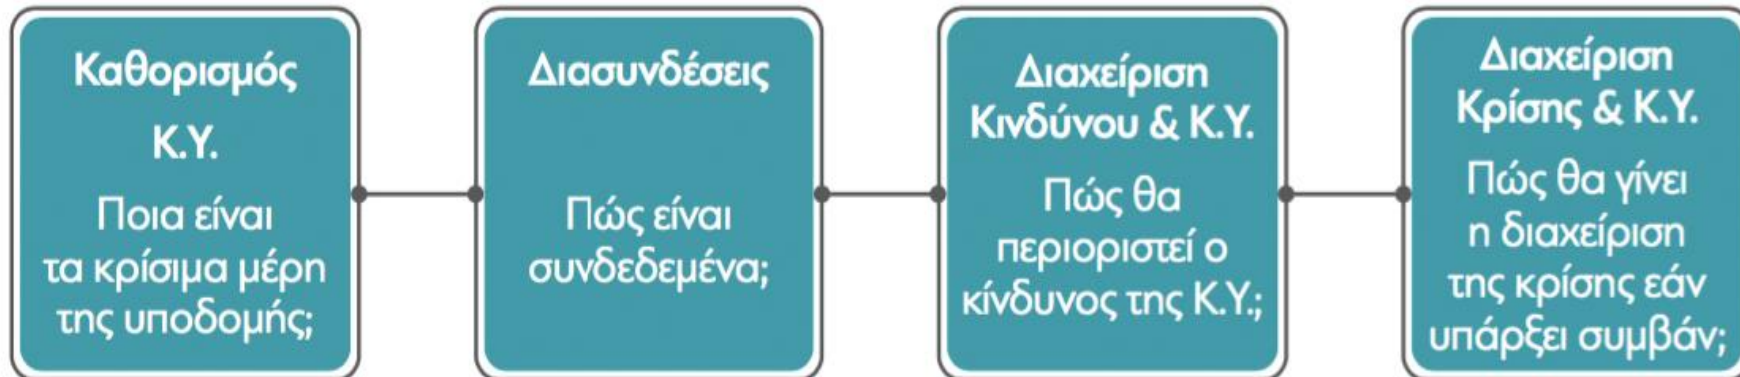 Καθορισμός
Κ.Υ.
Ποια είναι
τα κρίσιμα μέρη
της υποδομής;
Διασυνδέσεις
Πώς είναι
συνδεδεμένα;
Διαχείριση
Κινδύνου & Κ.Υ.
Πώς θα
περιοριστεί ο
κίνδυνος της Κ.Υ.;
Διαχείριση
Κρίσης & Κ.Υ.
Πώς θα γίνει
η διαχείριση
της κρίσης εάν
υπάρξει συμβάν;